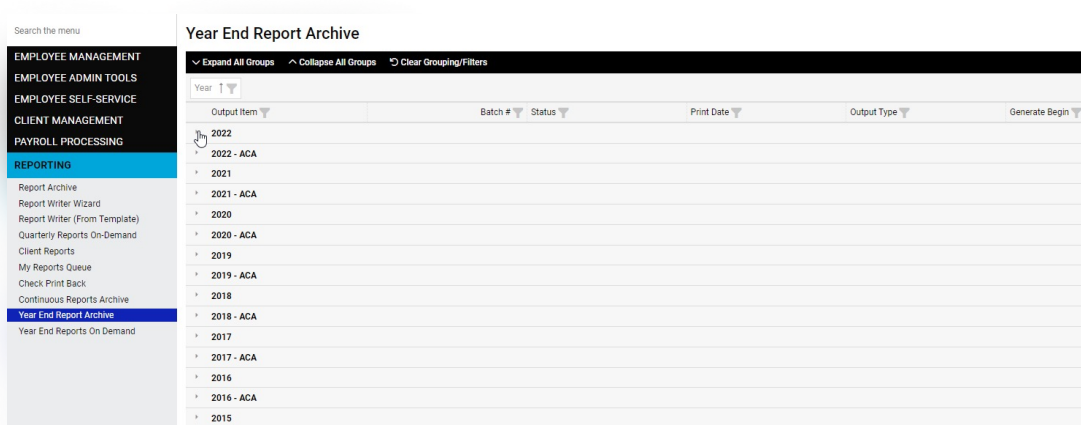 Search the menu
EMPLOYEE MANAGEMENT
EMPLOYEE ADMIN TOOLS
EMPLOYEE SELF-SERVICE
CLIENT MANAGEMENT
PAYROLL PROCESSING
REPORTING
Report Archive
Report Writer Wizard
Report Writer (From Template)
Quarterly Reports On-Demand
Client Reports
My Reports Queue
Check Print Back
Continuous Reports Archive
Year End Report Archive
Year End Reports On Demand
Year End Report Archive
Expand All Groups Collapse All Groups Clear Grouping/Filters
Year
Output Item Batch # Status Print Date Output Type Generate Begin
2022
2022 - ACA
2021
2021 - ACA
2020
2020 - ACA
2019
2019 - ACA
2018
2018 - ACA
2017
2017 - ACA
2016
2016 - ACA
2015